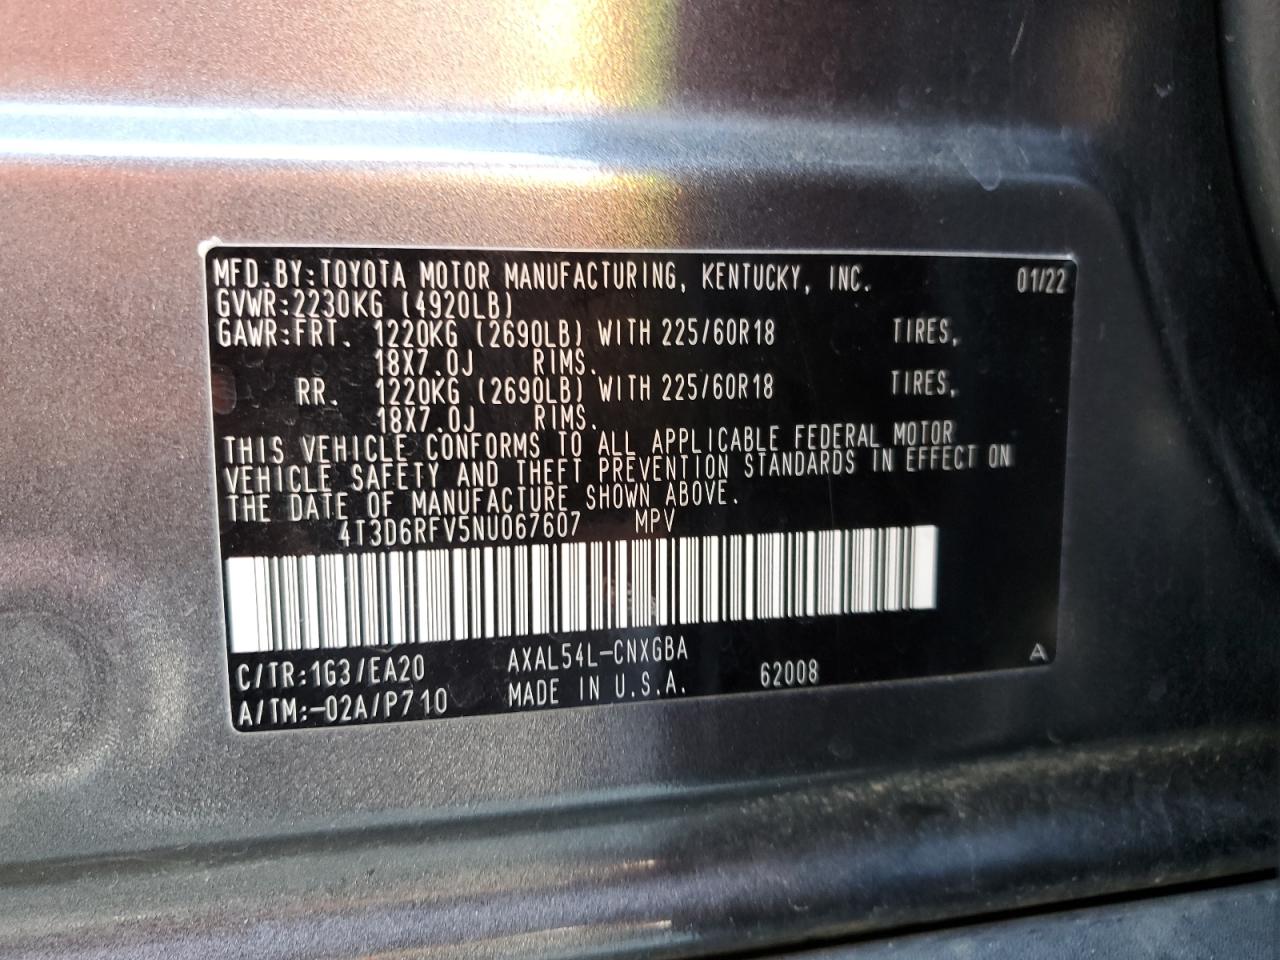 MFD.BY:TOYOTA MOTOR MANUFACTURING, KENTUCKY, INC. 01/22
GVWR:2230KG (4920LB)
GAWR:FRT. 1220KG (2690LB) WITH 225/60R18 TIRES,
18X7.0J RIMS.
RR. 1220KG (2690LB) WITH 225/60R18 TIRES,
18X7.0J RIMS.
THIS VEHICLE CONFORMS TO ALL APPLICABLE FEDERAL MOTOR
VEHICLE SAFETY AND THEFT PREVENTION STANDARDS IN EFFECT ON
THE DATE OF MANUFACTURE SHOWN ABOVE.
4T3D6RFV5NU067607 MPV
C/TR:1G3/EA20 AXAL54L-CNXGBA A
A/TM:-02A/P710 MADE IN U.S.A. 62008